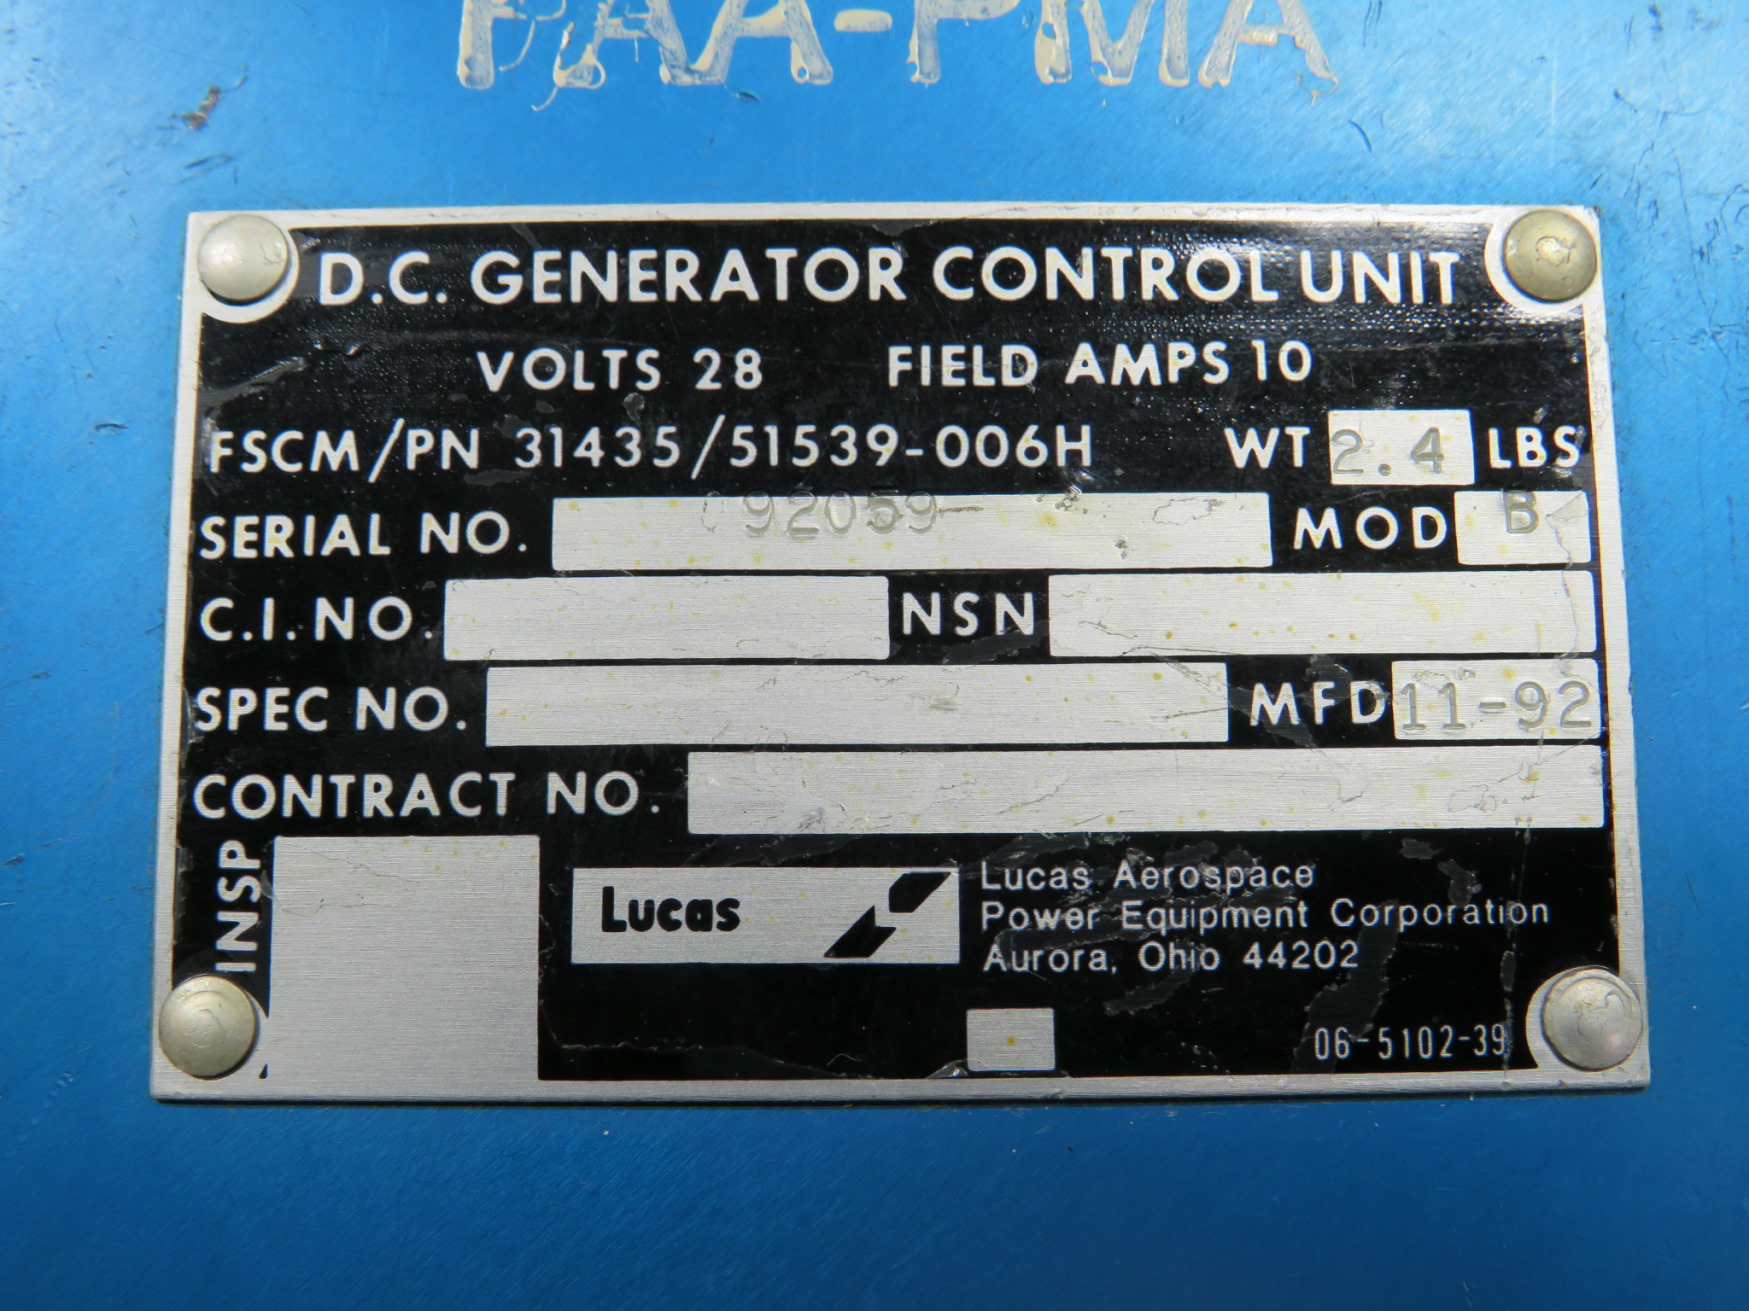 FAA-PMA
D.C. GENERATOR CONTROL UNIT
VOLTS 28 FIELD AMPS 10
FSCM/PN 31435/51539-006H WT 2.4 LBS
SERIAL NO. 92059 MOD B
C.I. NO. NSN
SPEC NO. MFD 11-92
CONTRACT NO.
INSP
Lucas
Lucas Aerospace
Power Equipment Corporation
Aurora, Ohio 44202
06-5102-39